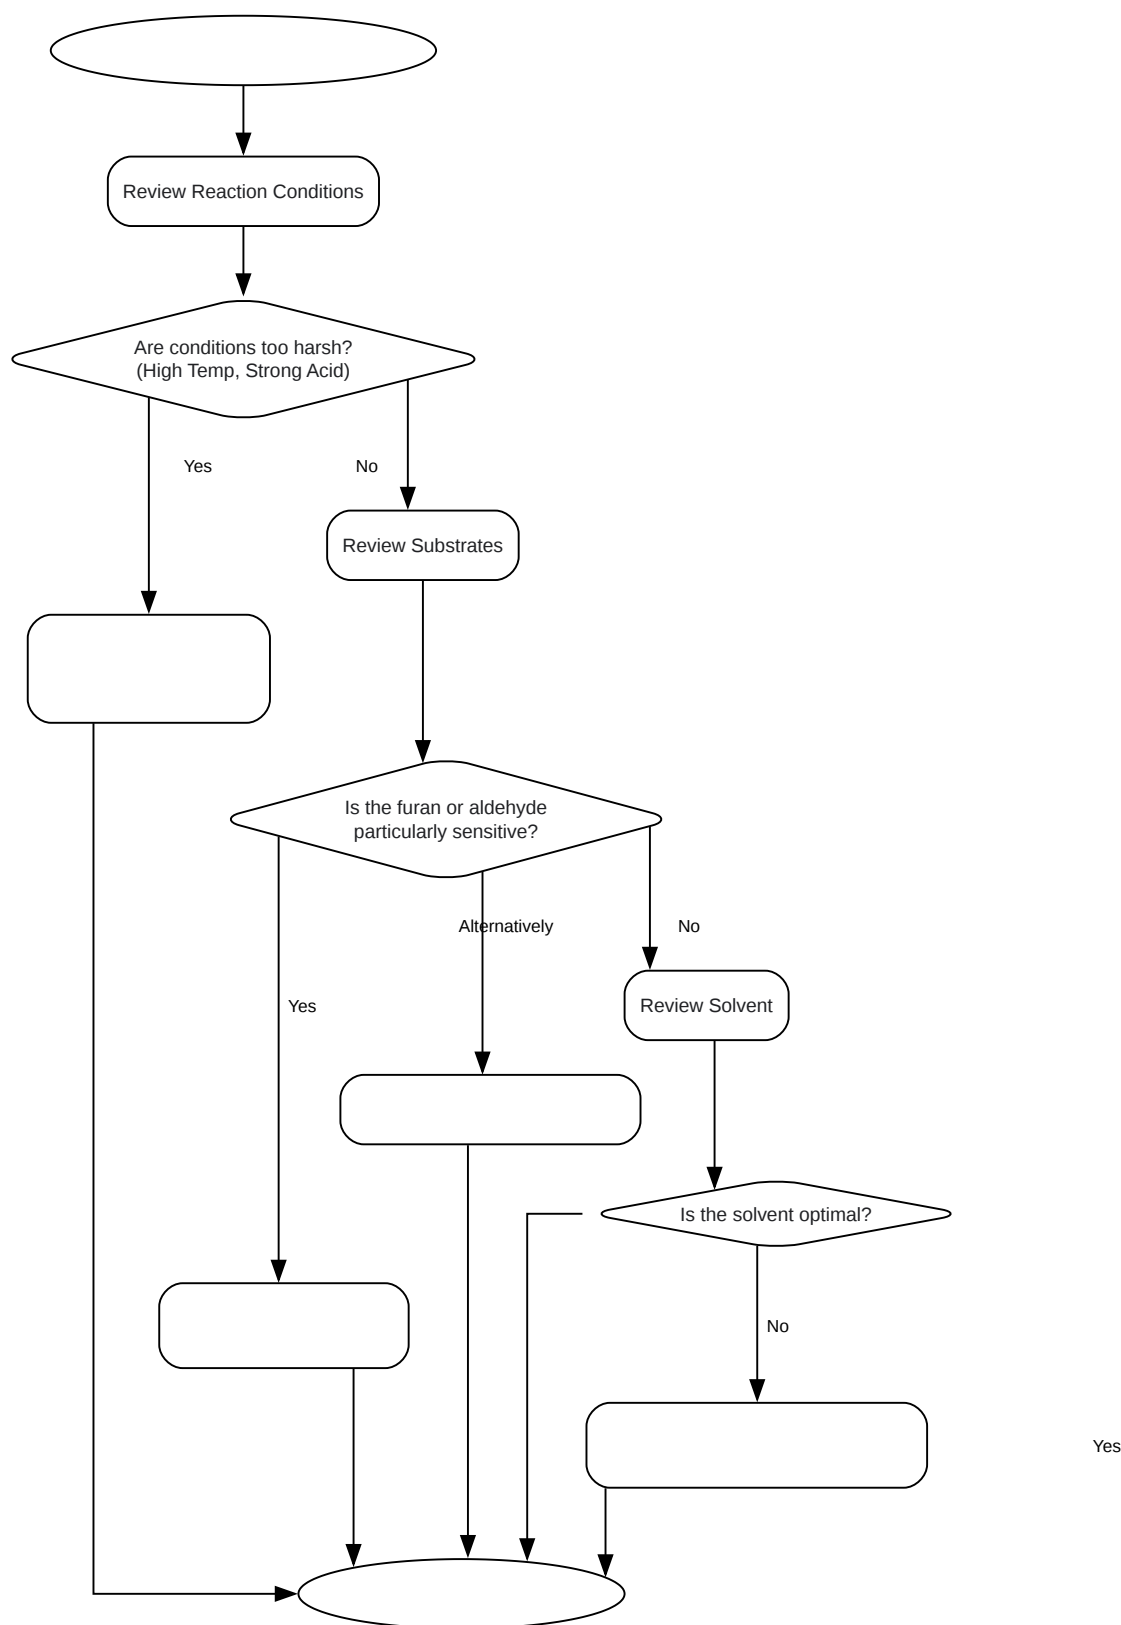 Review Reaction Conditions
Are conditions too harsh?
(High Temp, Strong Acid)
Yes
No
Review Substrates
Is the furan or aldehyde
particularly sensitive?
Alternatively
No
Yes
Review Solvent
Is the solvent optimal?
No
Yes